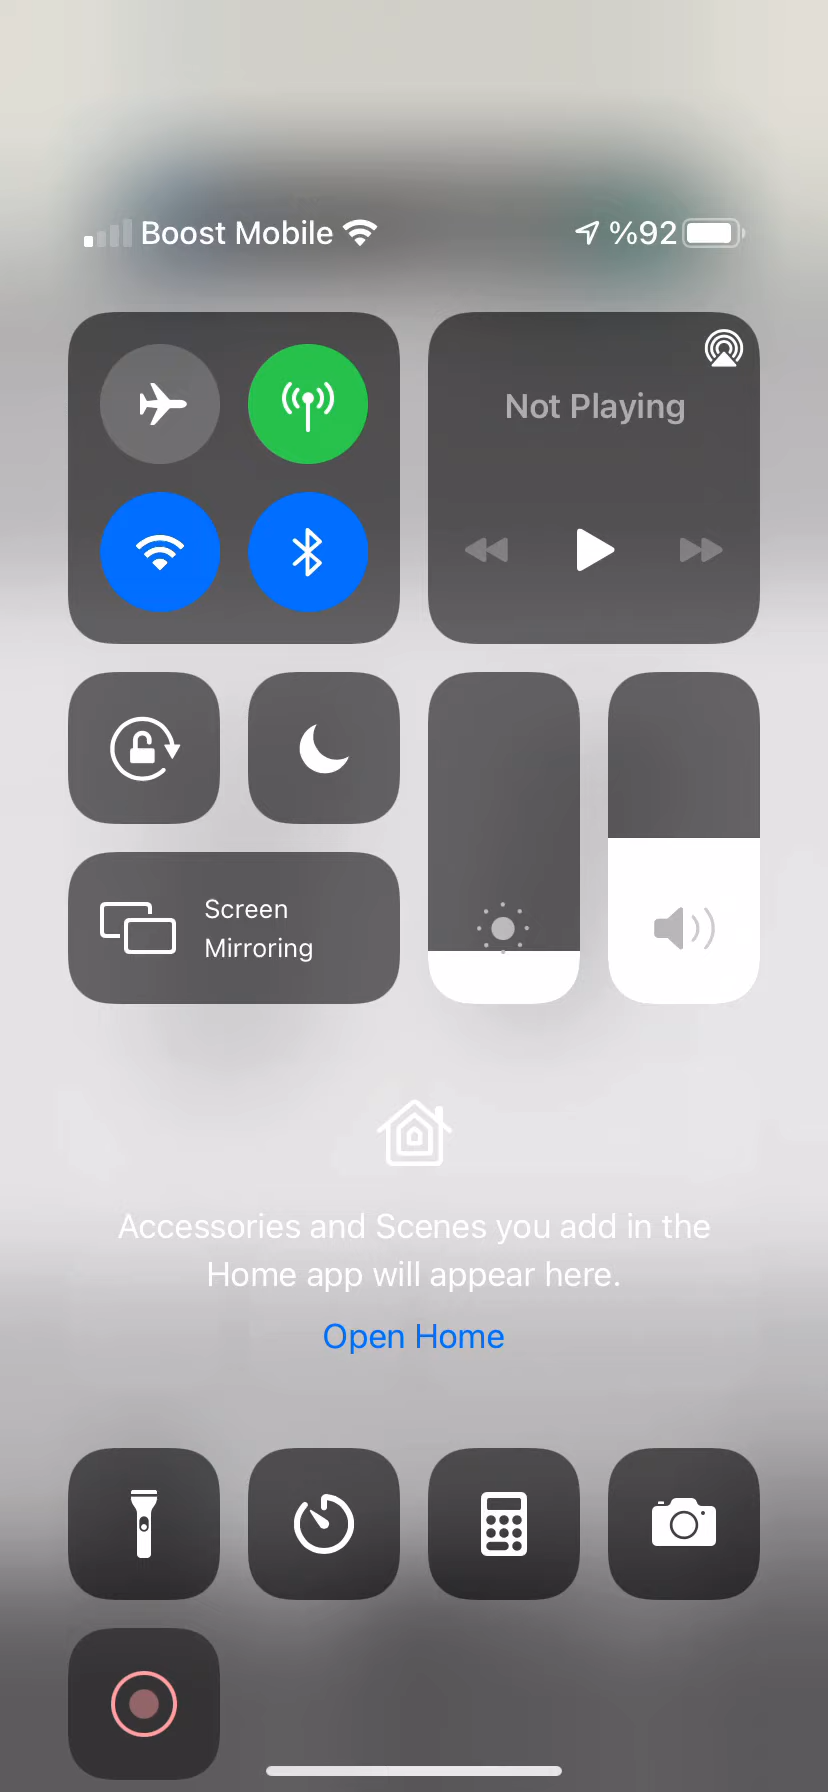 Boost Mobile %92
Not Playing
Screen
Mirroring
Accessories and Scenes you add in the
Home app will appear here.
Open Home